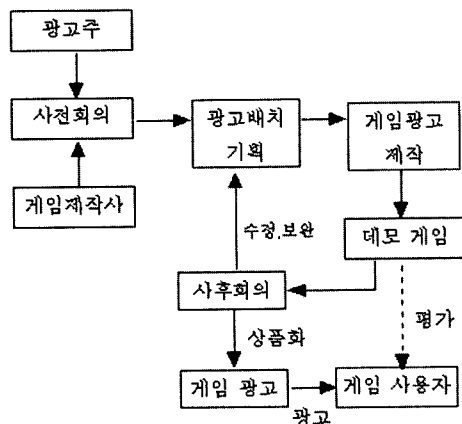 광고주
사전회의
광고배치
기획
게임광고
제작
게임제작사
수정,보완
데모 게임
사후회의
평가
상품화
게임 광고
게임 사용자
광고